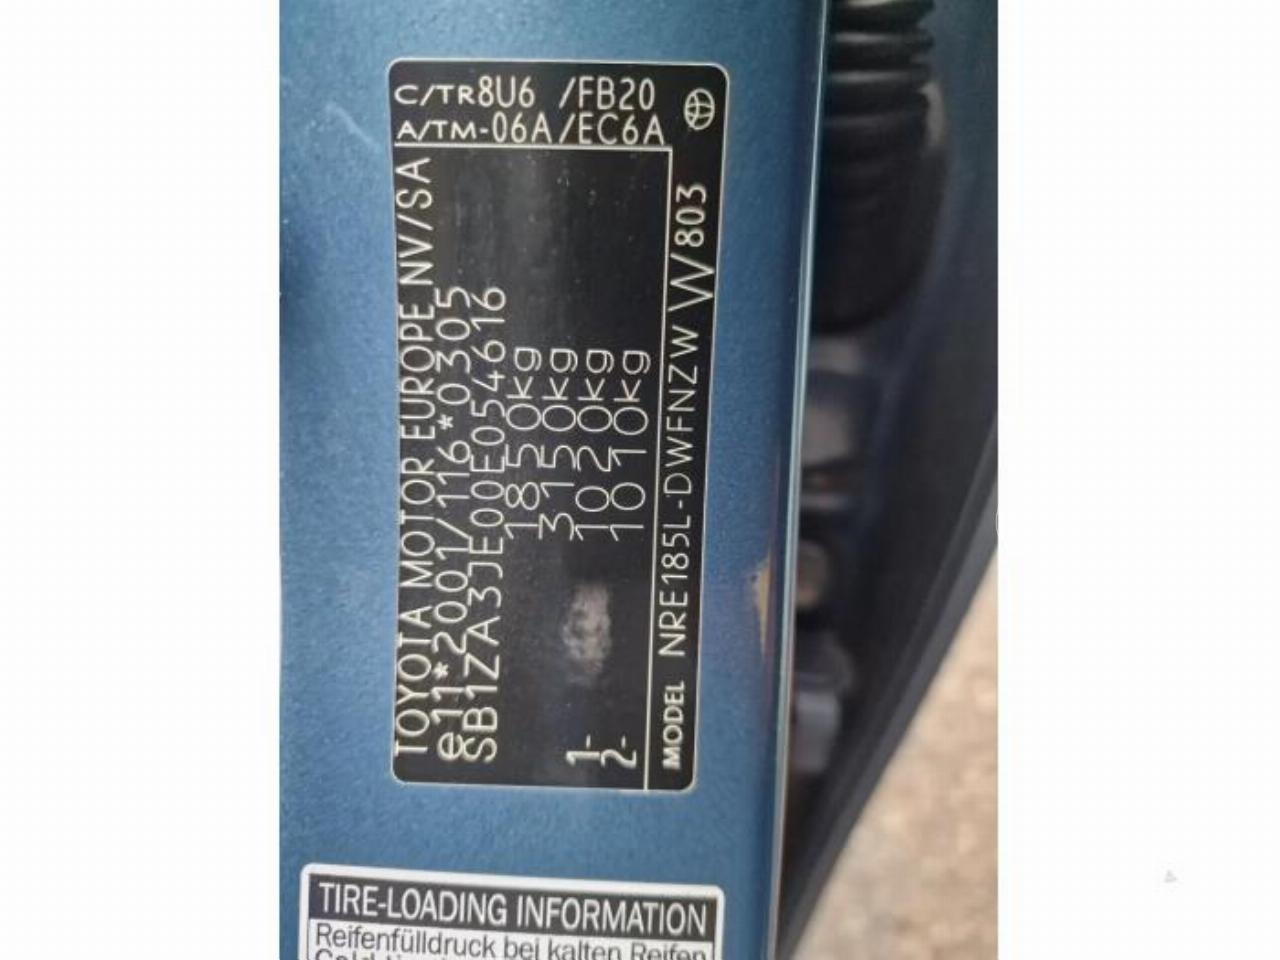 C/TR8U6 /FB20
A/TM-06A/EC6A
TOYOTA MOTOR EUROPE NV/SA
e11*2001/116*0305
SB1ZA3JE00E054616
1850kg
3150kg
1- 1020kg
2- 1010kg
MODEL NRE185L-DWFNZW W803
TIRE-LOADING INFORMATION
Reifenfülldruck bei kalten Reifen